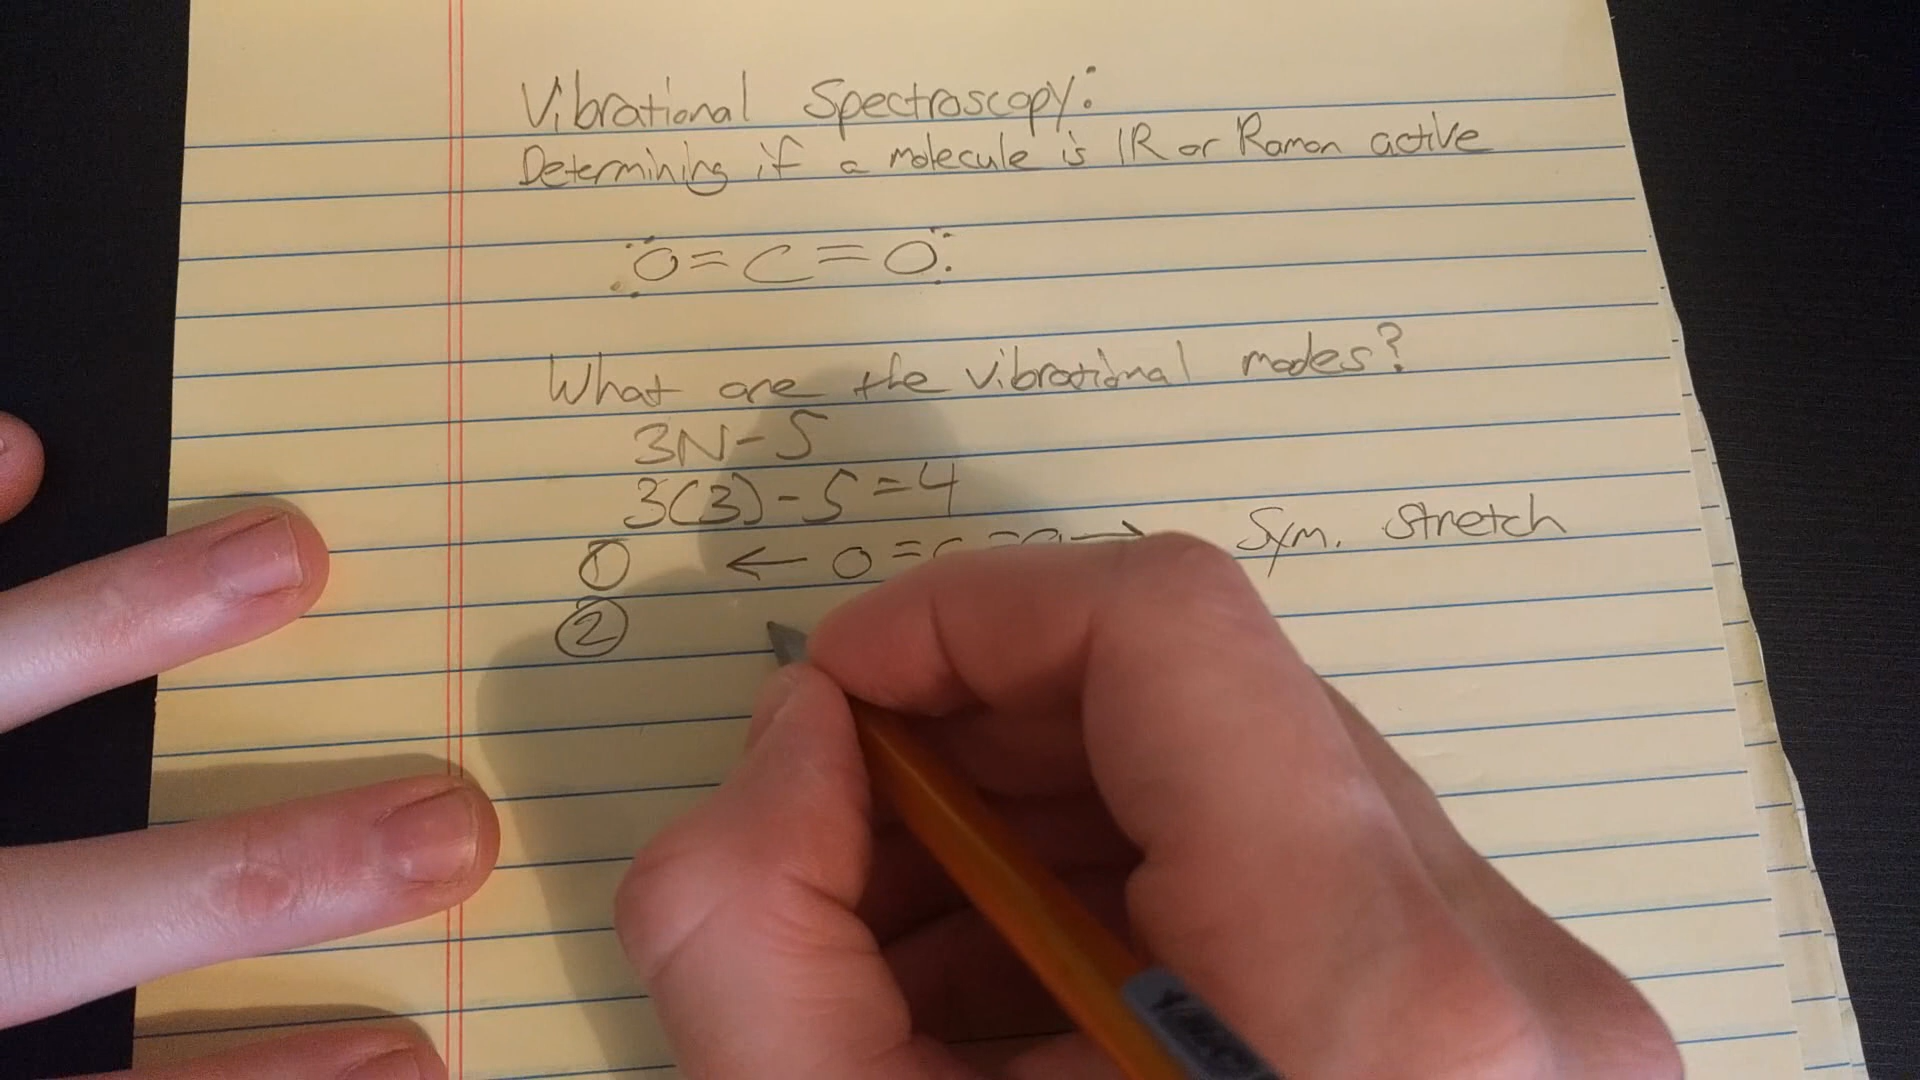 Vibrational Spectroscopy:
Determining if a molecule is IR or Raman active
:Ö=C=Ö:
What are the vibrational modes?
3N-5
3(3)-5=4
① ← O=C=O → Sym. Stretch
②